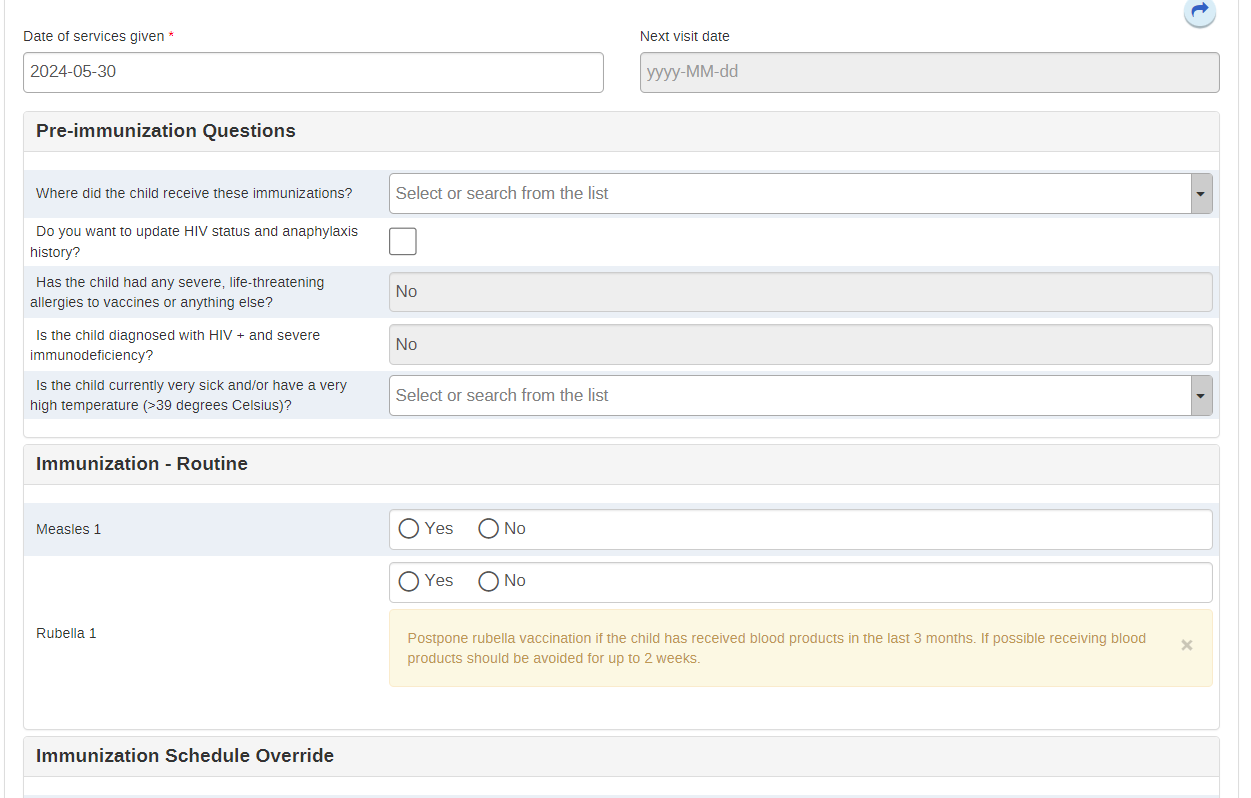 Date of services given *
Next visit date
2024-05-30
yyyy-MM-dd
Pre-immunization Questions
Where did the child receive these immunizations?
Select or search from the list
Do you want to update HIV status and anaphylaxis
history?
Has the child had any severe, life-threatening
allergies to vaccines or anything else?
No
Is the child diagnosed with HIV + and severe
immunodeficiency?
No
Is the child currently very sick and/or have a very
high temperature (>39 degrees Celsius)?
Select or search from the list
Immunization - Routine
Measles 1
Yes No
Rubella 1
Yes No
Postpone rubella vaccination if the child has received blood products in the last 3 months. If possible receiving blood
products should be avoided for up to 2 weeks.
×
Immunization Schedule Override